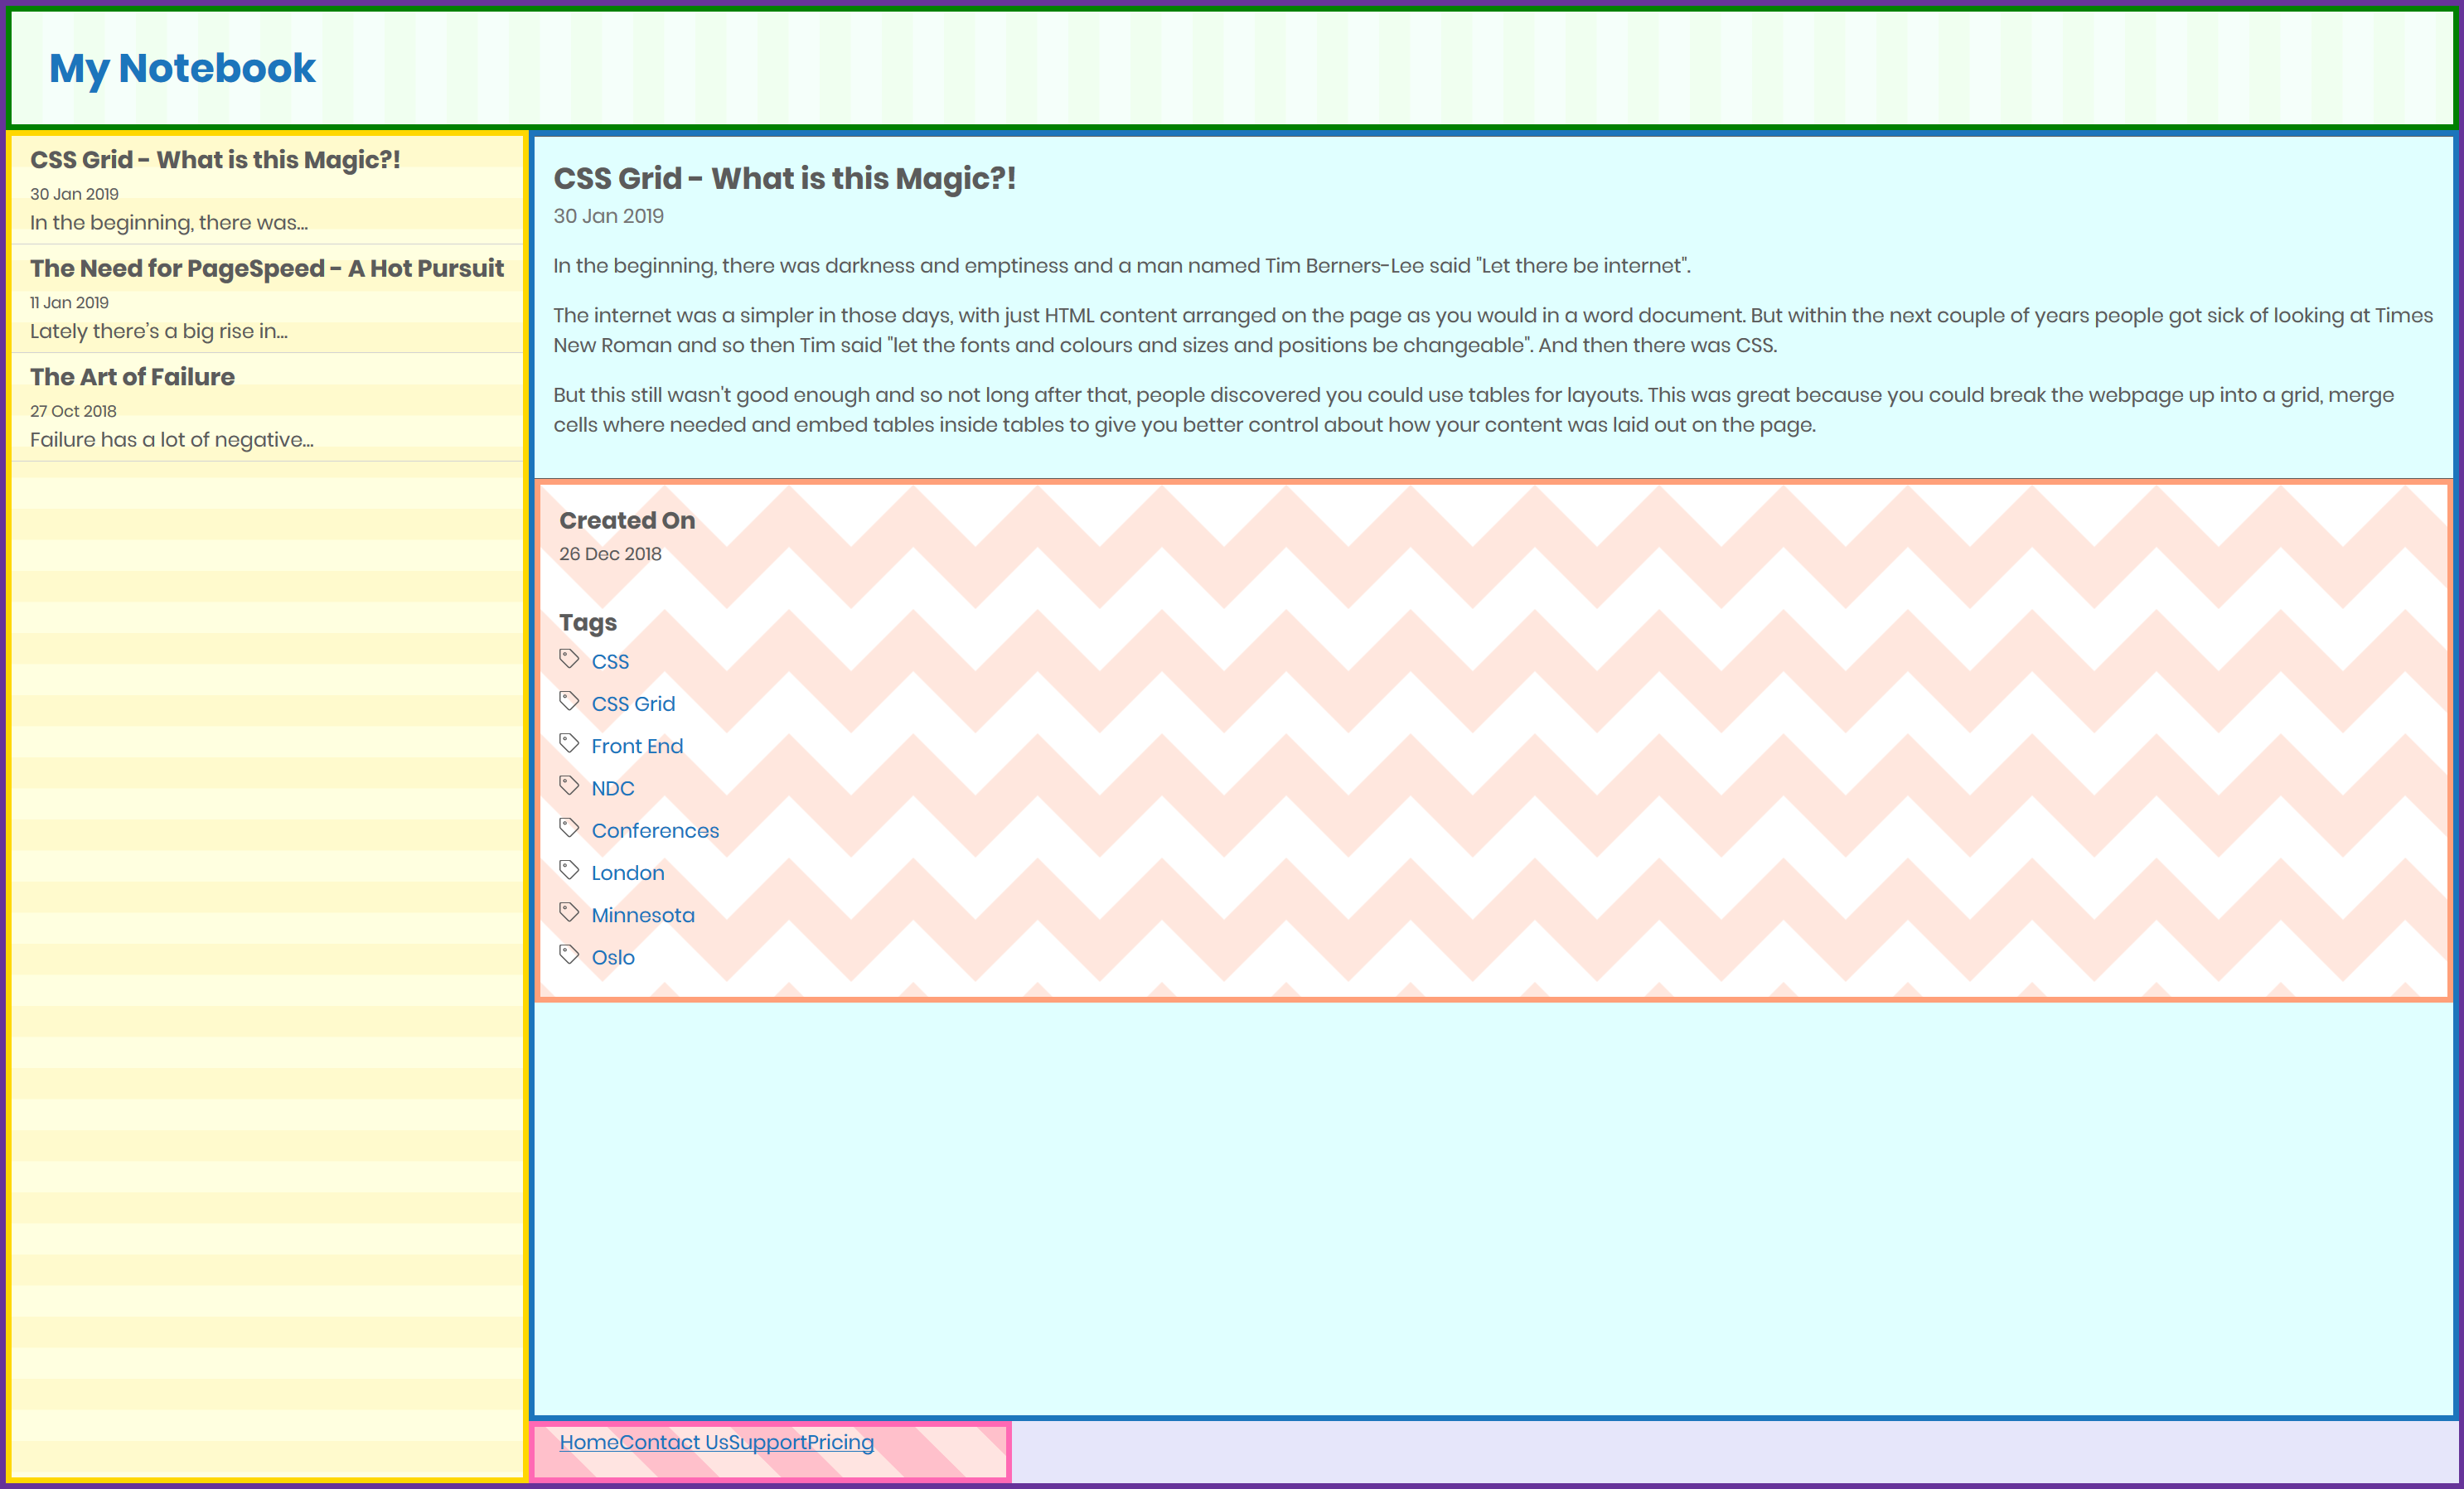 My Notebook
CSS Grid - What is this Magic?!
30 Jan 2019
In the beginning, there was...
The Need for PageSpeed - A Hot Pursuit
11 Jan 2019
Lately there's a big rise in...
The Art of Failure
27 Oct 2018
Failure has a lot of negative...
CSS Grid - What is this Magic?!
30 Jan 2019
In the beginning, there was darkness and emptiness and a man named Tim Berners-Lee said "Let there be internet".
The internet was a simpler in those days, with just HTML content arranged on the page as you would in a word document. But within the next couple of years people got sick of looking at Times
New Roman and so then Tim said "let the fonts and colours and sizes and positions be changeable". And then there was CSS.
But this still wasn't good enough and so not long after that, people discovered you could use tables for layouts. This was great because you could break the webpage up into a grid, merge
cells where needed and embed tables inside tables to give you better control about how your content was laid out on the page.
Created On
26 Dec 2018
Tags
CSS
CSS Grid
Front End
NDC
Conferences
London
Minnesota
Oslo
HomeContact UsSupportPricing